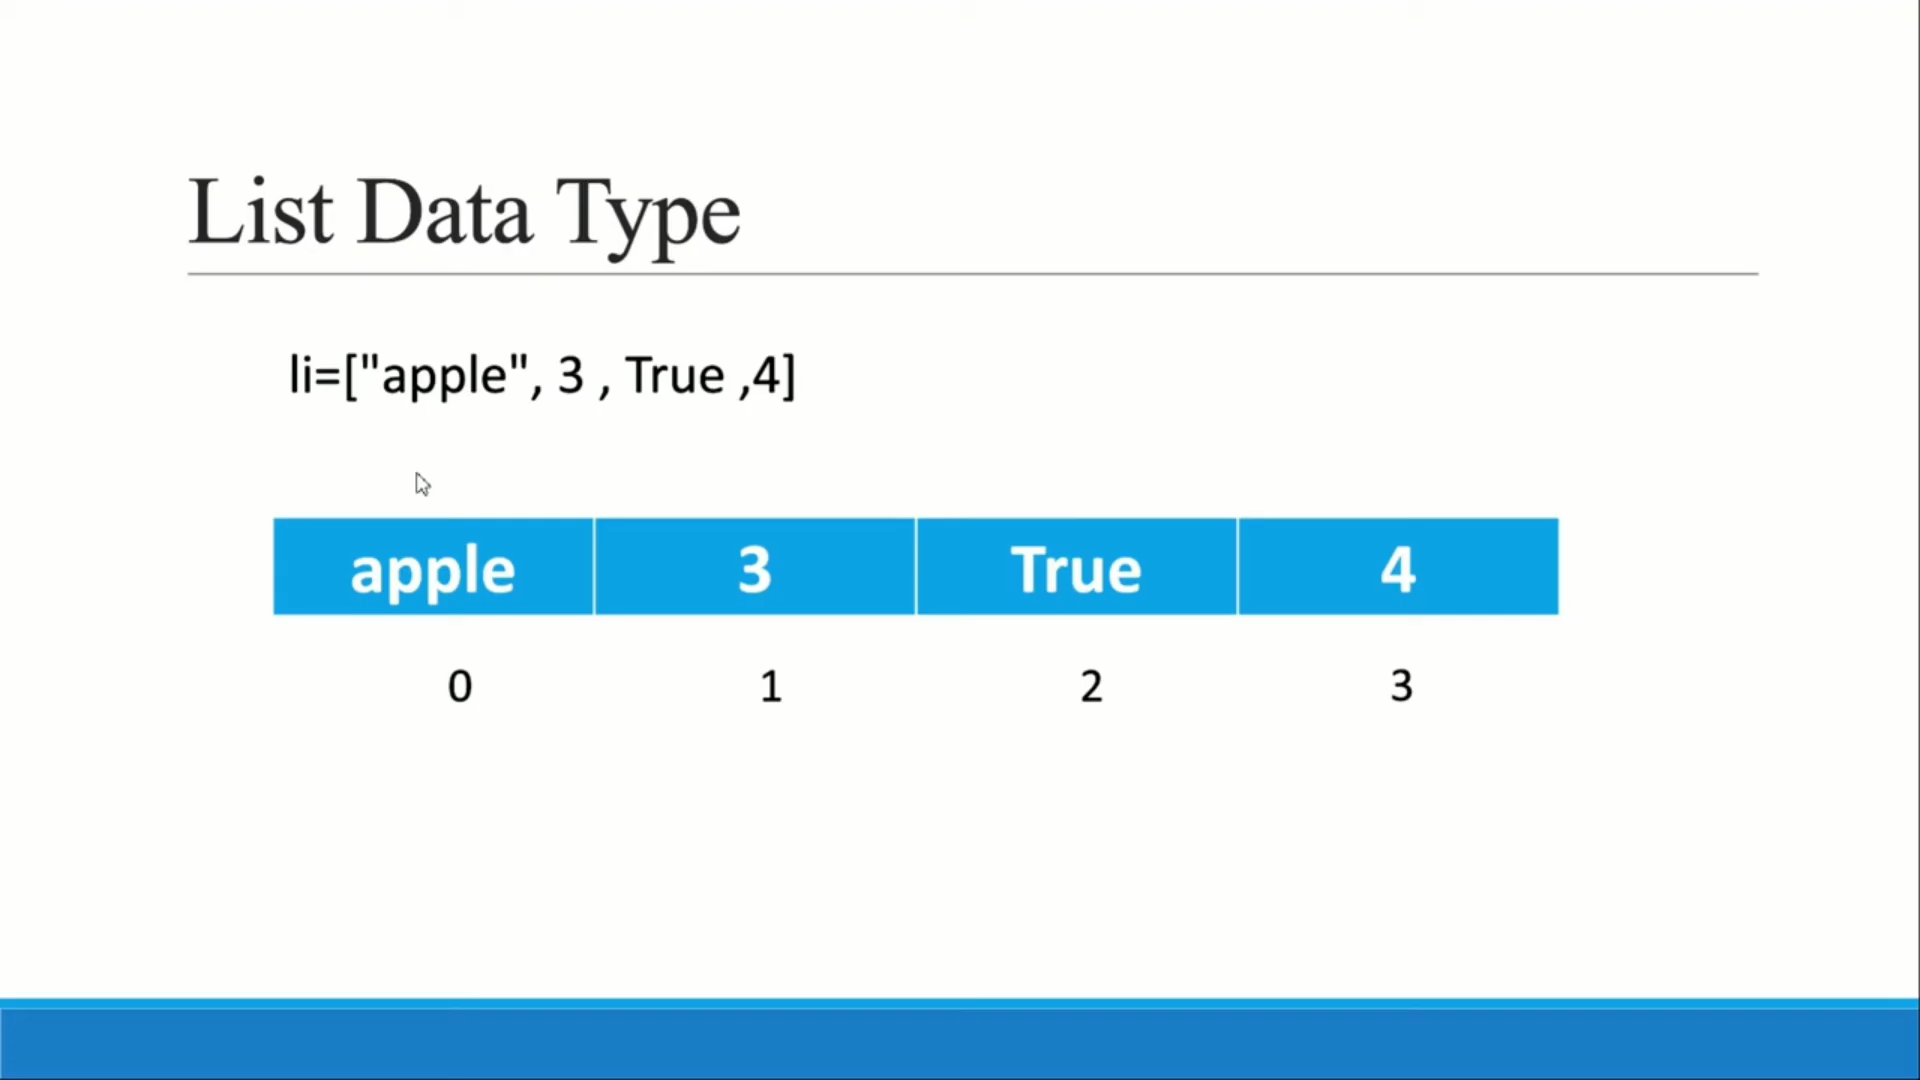 List Data Type
li=["apple", 3 , True ,4]
apple 3 True 4
0 1 2 3